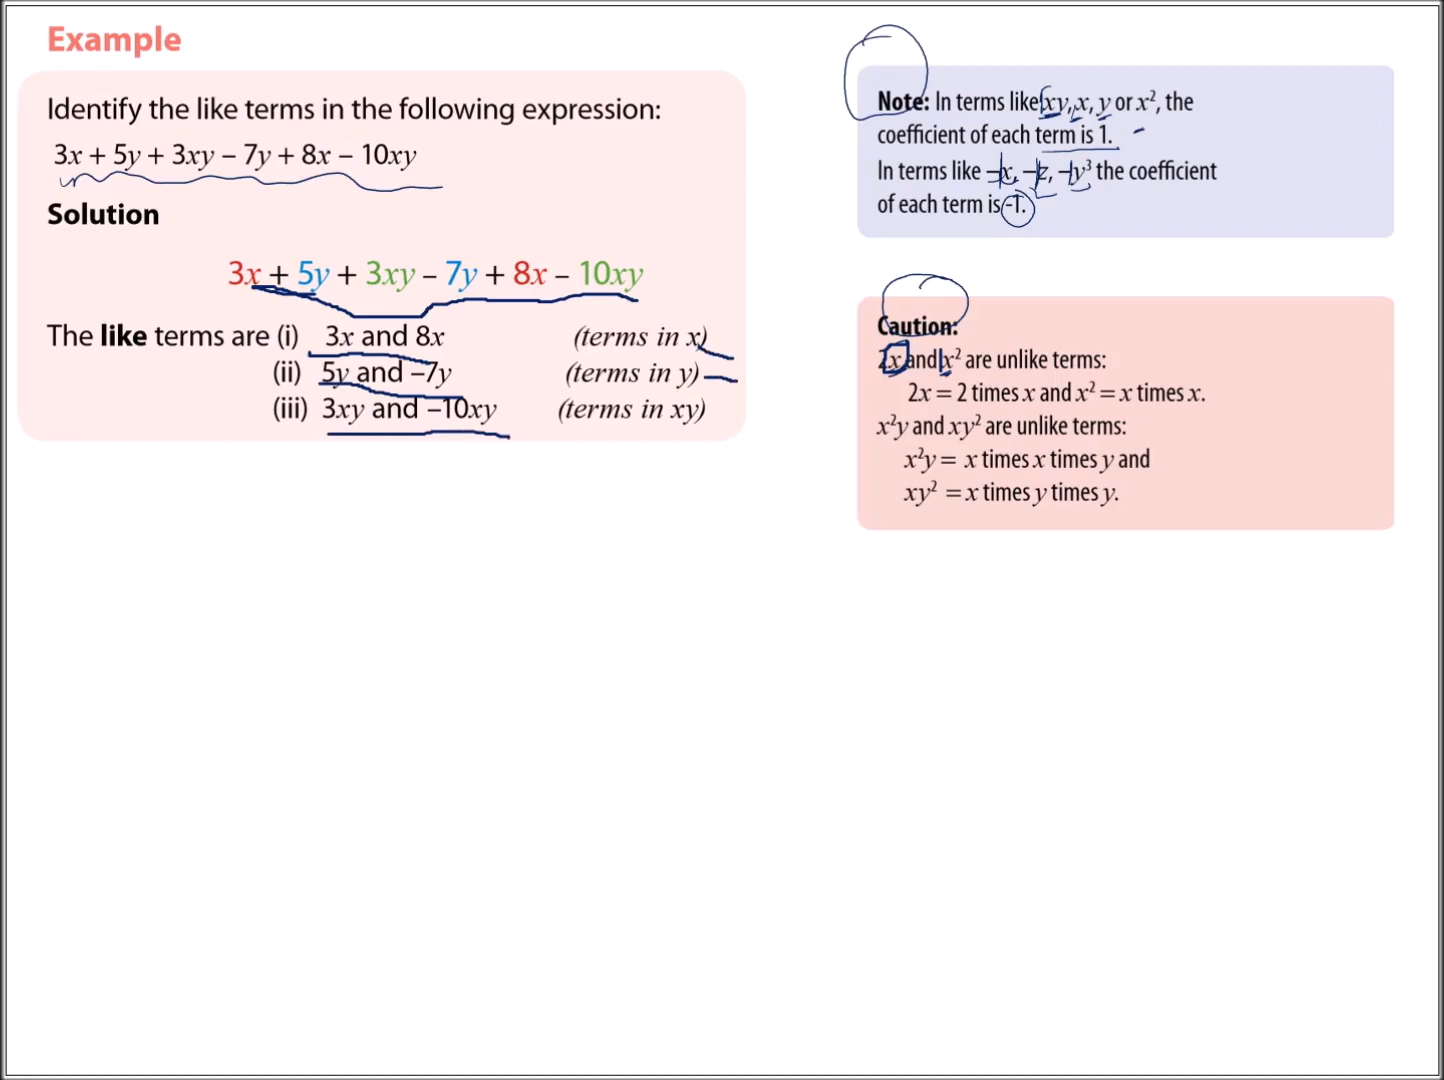 Example
Identify the like terms in the following expression:
3x + 5y + 3xy – 7y + 8x – 10xy
Solution
3x + 5y + 3xy – 7y + 8x – 10xy
The like terms are (i) 3x and 8x (terms in x)
(ii) 5y and –7y (terms in y)
(iii) 3xy and –10xy (terms in xy)
Note: In terms like xy, x, y or x², the
coefficient of each term is 1.
In terms like –x, –z, –y³ the coefficient
of each term is -1.
Caution:
2x and x² are unlike terms:
2x = 2 times x and x² = x times x.
x²y and xy² are unlike terms:
x²y = x times x times y and
xy² = x times y times y.